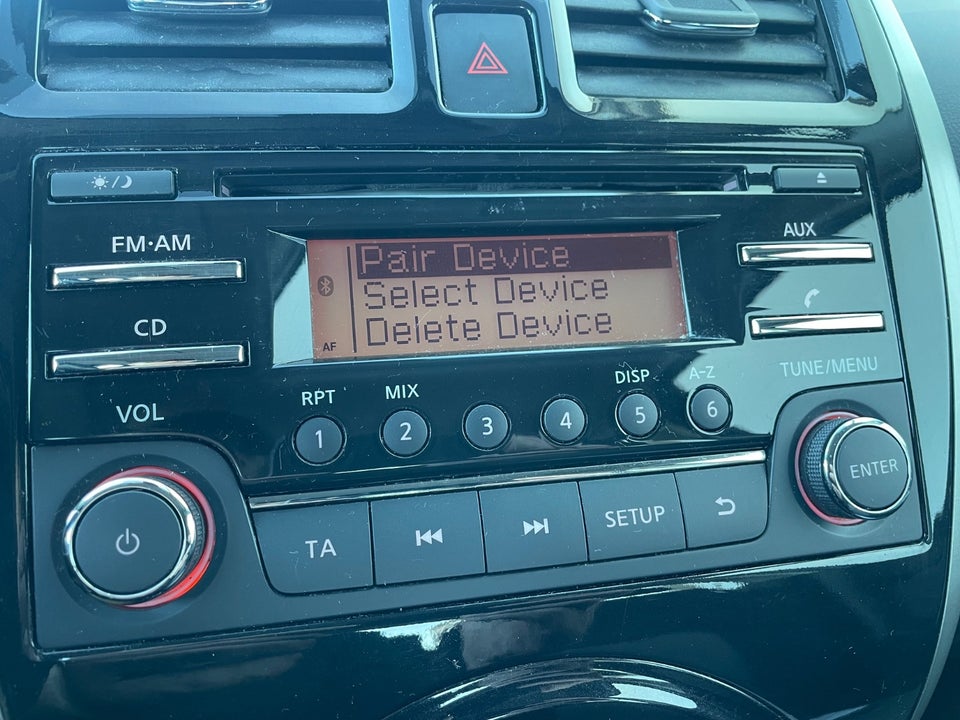 FM·AM
CD
VOL
Pair Device
Select Device
Delete Device
AF
AUX
TUNE/MENU
RPT
MIX
DISP
A-Z
1
2
3
4
5
6
TA
SETUP
ENTER